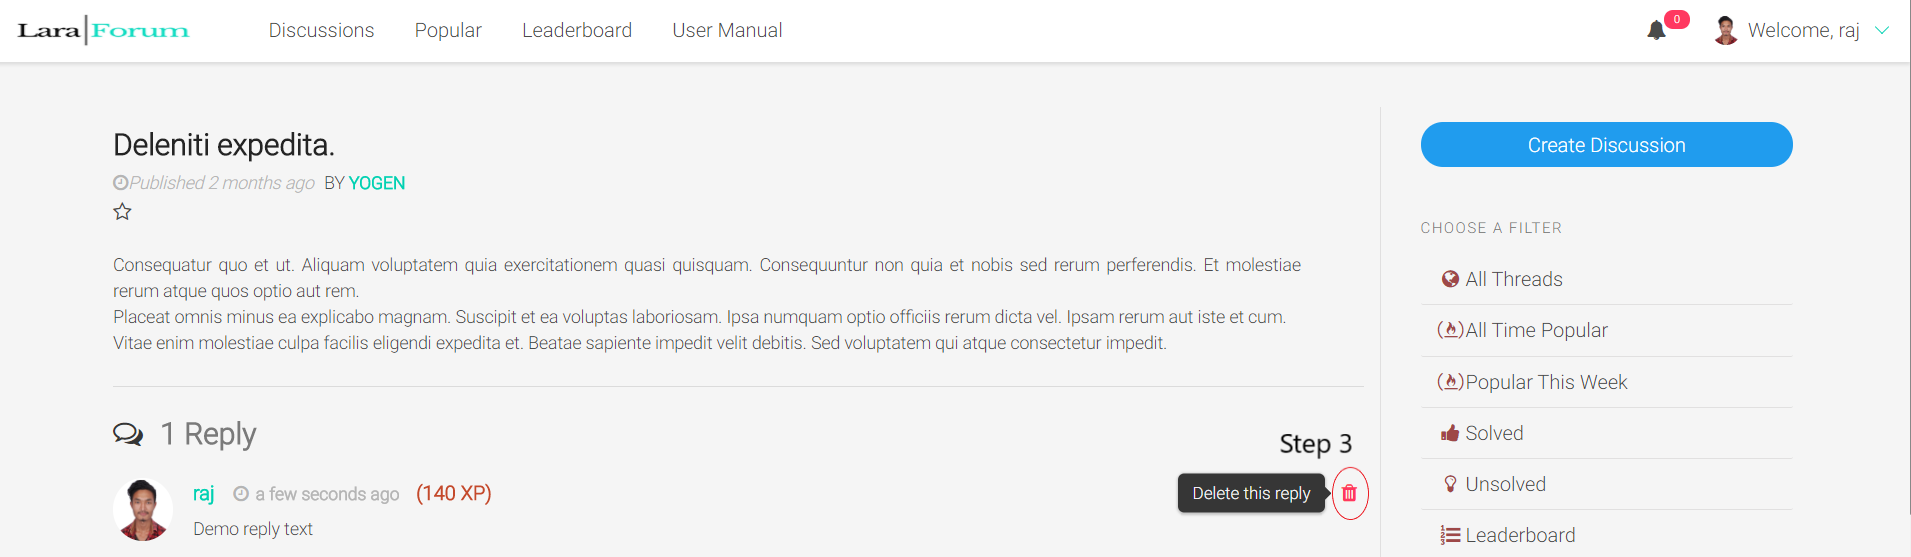 Lara|Forum
Discussions
Popular
Leaderboard
User Manual
0
Welcome, raj
Deleniti expedita.
Published 2 months ago BY YOGEN
Consequatur quo et ut. Aliquam voluptatem quia exercitationem quasi quisquam. Consequuntur non quia et nobis sed rerum perferendis. Et molestiae
rerum atque quos optio aut rem.
Placeat omnis minus ea explicabo magnam. Suscipit et ea voluptas laboriosam. Ipsa numquam optio officiis rerum dicta vel. Ipsam rerum aut iste et cum.
Vitae enim molestiae culpa facilis eligendi expedita et. Beatae sapiente impedit velit debitis. Sed voluptatem qui atque consectetur impedit.
1 Reply
Step 3
raj a few seconds ago (140 XP)
Delete this reply
Demo reply text
Create Discussion
CHOOSE A FILTER
All Threads
All Time Popular
Popular This Week
Solved
Unsolved
Leaderboard